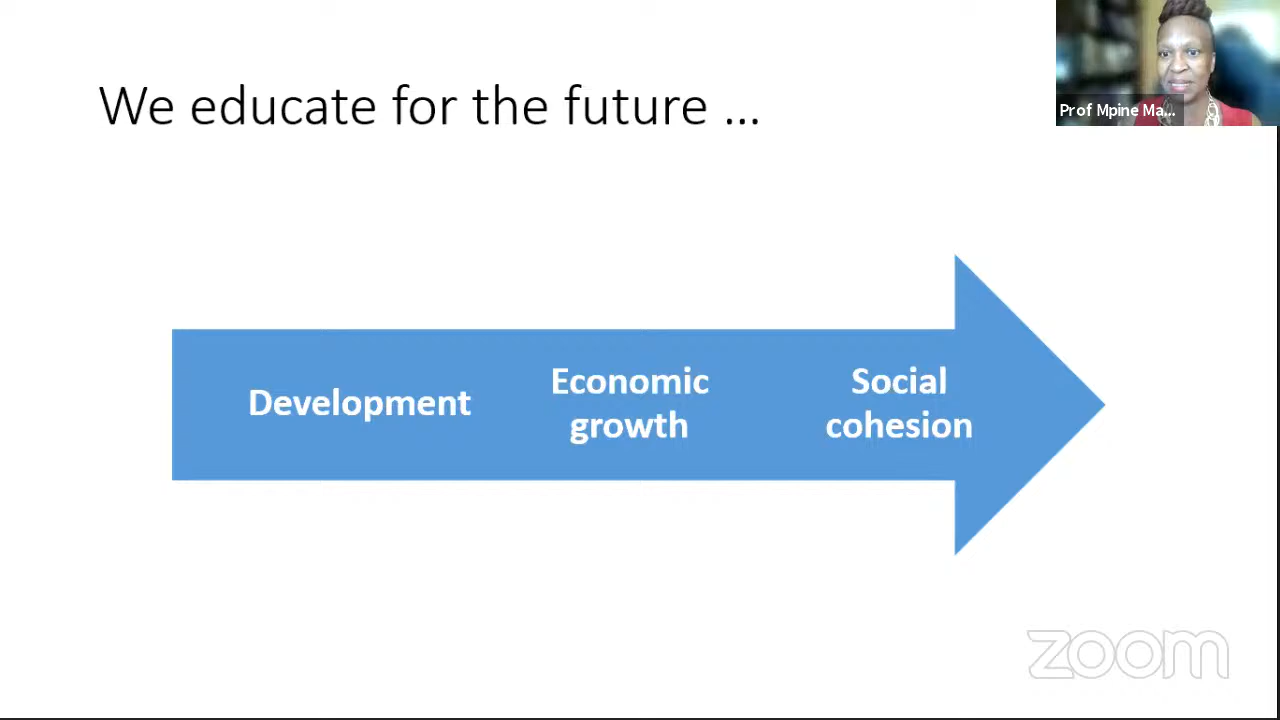 We educate for the future ...
Prof Mpine Ma...
Development
Economic
growth
Social
cohesion
zoom